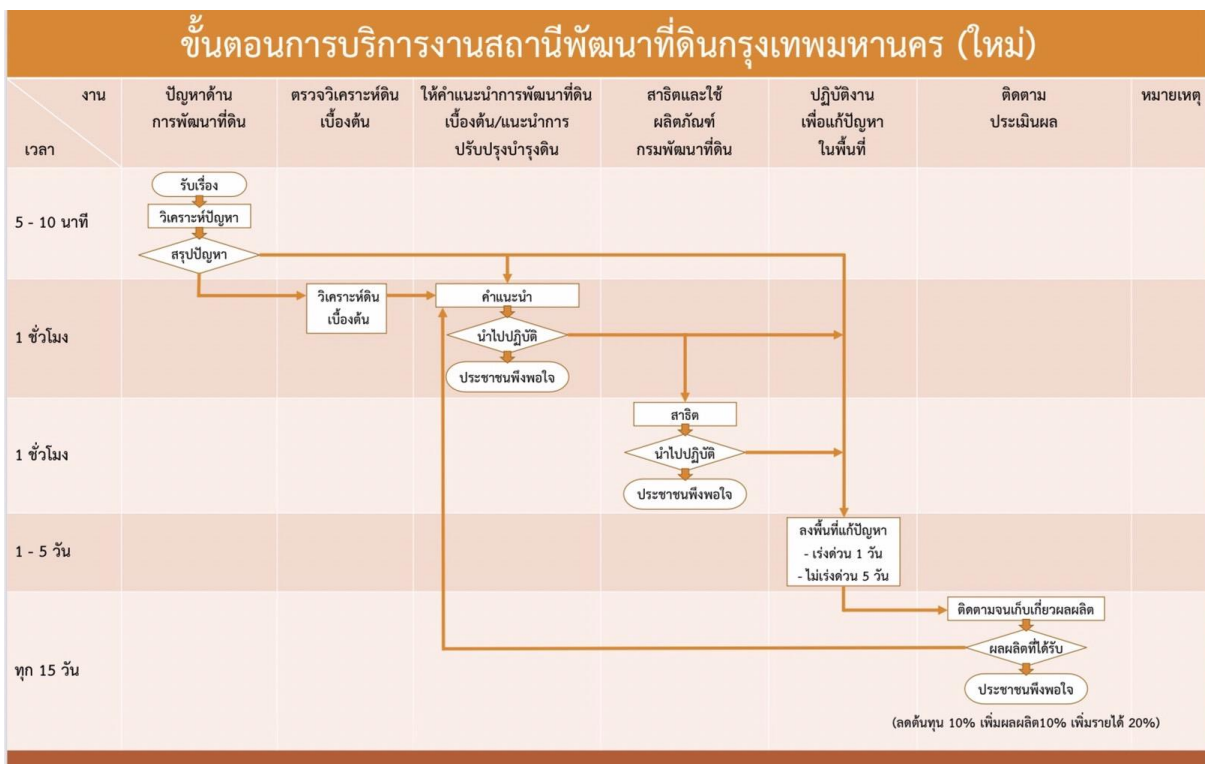 ขั้นตอนการบริการงานสถานีพัฒนาที่ดินกรุงเทพมหานคร (ใหม่)
งาน
เวลา
ปัญหาด้าน
การพัฒนาที่ดิน
ตรวจวิเคราะห์ดิน
เบื้องต้น
ให้คำแนะนำการพัฒนาที่ดิน
เบื้องต้น/แนะนำการ
ปรับปรุงบำรุงดิน
สาธิตและใช้
ผลิตภัณฑ์
กรมพัฒนาที่ดิน
ปฏิบัติงาน
เพื่อแก้ปัญหา
ในพื้นที่
ติดตาม
ประเมินผล
หมายเหตุ
5 - 10 นาที
รับเรื่อง
วิเคราะห์ปัญหา
สรุปปัญหา
1 ชั่วโมง
วิเคราะห์ดิน
เบื้องต้น
คำแนะนำ
นำไปปฏิบัติ
ประชาชนพึงพอใจ
1 ชั่วโมง
สาธิต
นำไปปฏิบัติ
ประชาชนพึงพอใจ
1 - 5 วัน
ลงพื้นที่แก้ปัญหา
- เร่งด่วน 1 วัน
- ไม่เร่งด่วน 5 วัน
ทุก 15 วัน
ติดตามจนเก็บเกี่ยวผลผลิต
ผลผลิตที่ได้รับ
ประชาชนพึงพอใจ
(ลดต้นทุน 10% เพิ่มผลผลิต10% เพิ่มรายได้ 20%)